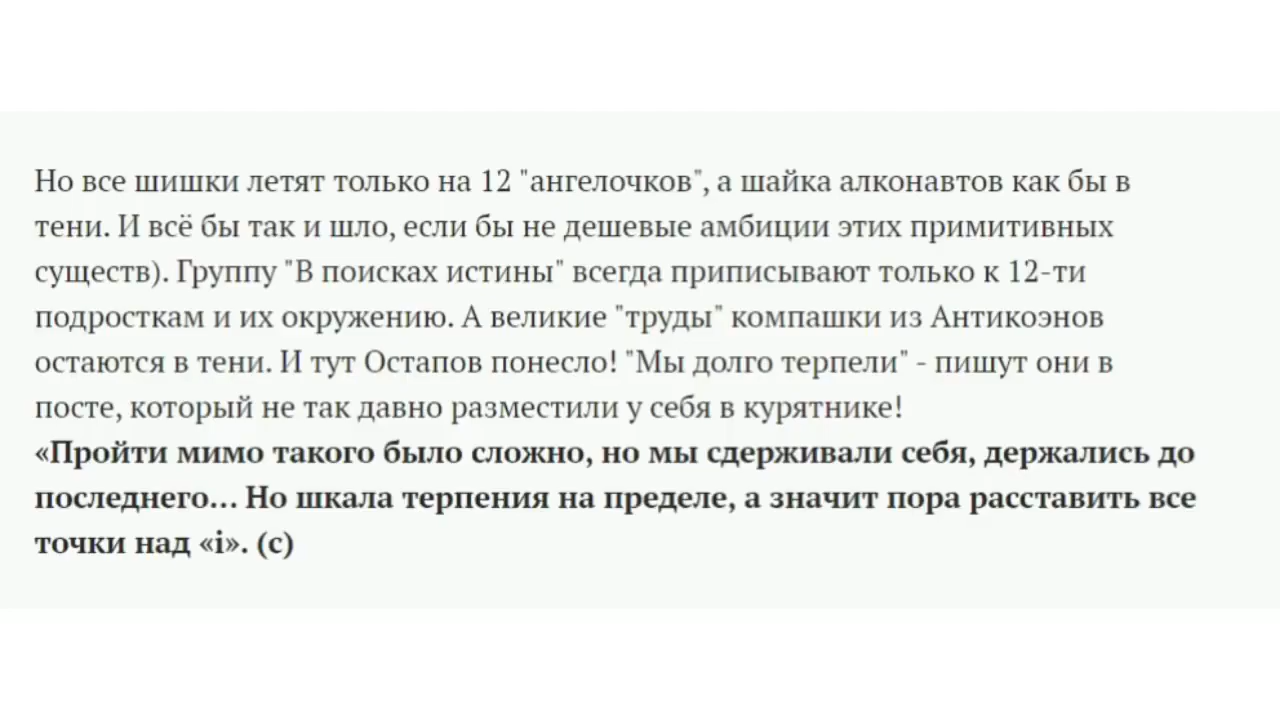 Но все шишки летят только на 12 "ангелочков", а шайка алконавтов как бы в
тени. И всё бы так и шло, если бы не дешевые амбиции этих примитивных
существ). Группу "В поисках истины" всегда приписывают только к 12-ти
подросткам и их окружению. А великие "труды" компашки из Антикоэнов
остаются в тени. И тут Остапов понесло! "Мы долго терпели" - пишут они в
посте, который не так давно разместили у себя в курятнике!
«Пройти мимо такого было сложно, но мы сдерживали себя, держались до
последнего... Но шкала терпения на пределе, а значит пора расставить все
точки над «i». (с)